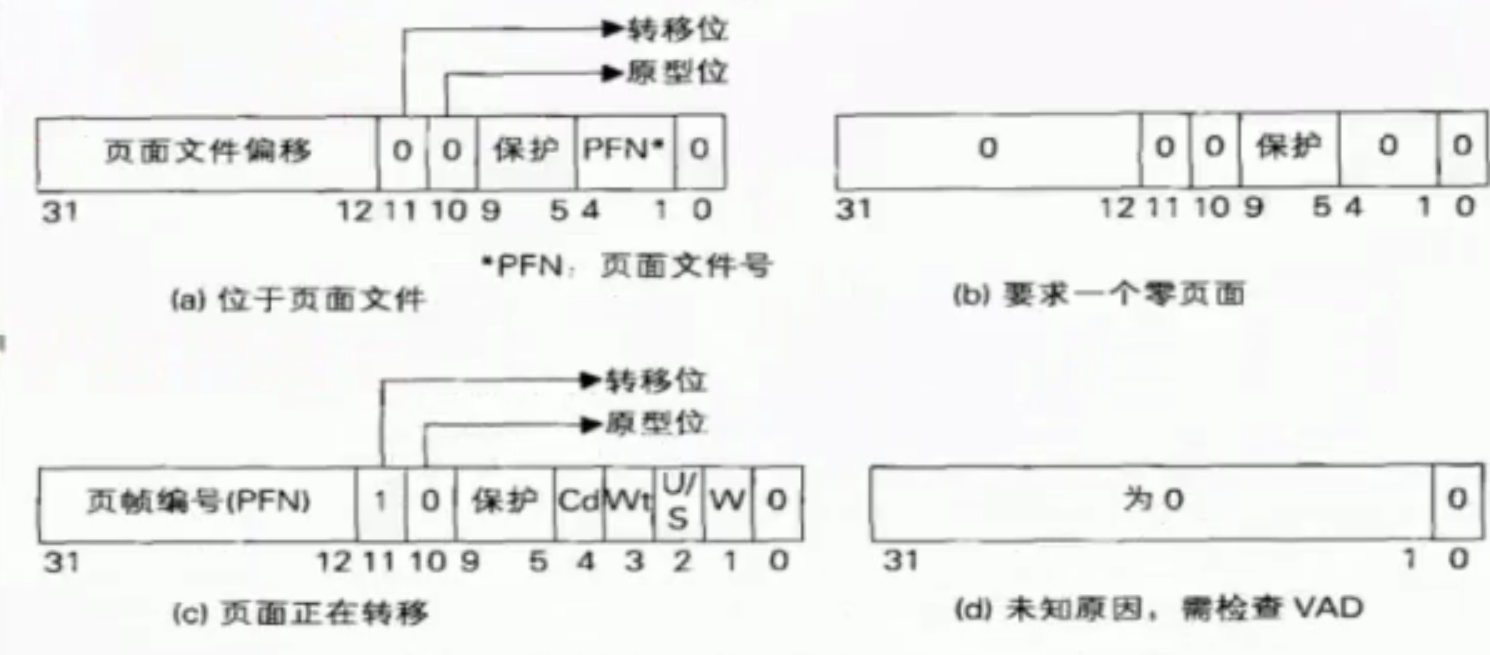 转移位
原型位
页面文件偏移 0 0 保护 PFN* 0
31 12 11 10 9 5 4 1 0
*PFN：页面文件号
(a) 位于页面文件
0 0 0 保护 0 0
31 12 11 10 9 5 4 1 0
(b) 要求一个零页面
转移位
原型位
页帧编号(PFN) 1 0 保护 Cd Wt U/S W 0
31 12 11 10 9 5 4 3 2 1 0
(c) 页面正在转移
为 0 0
31 1 0
(d) 未知原因，需检查 VAD